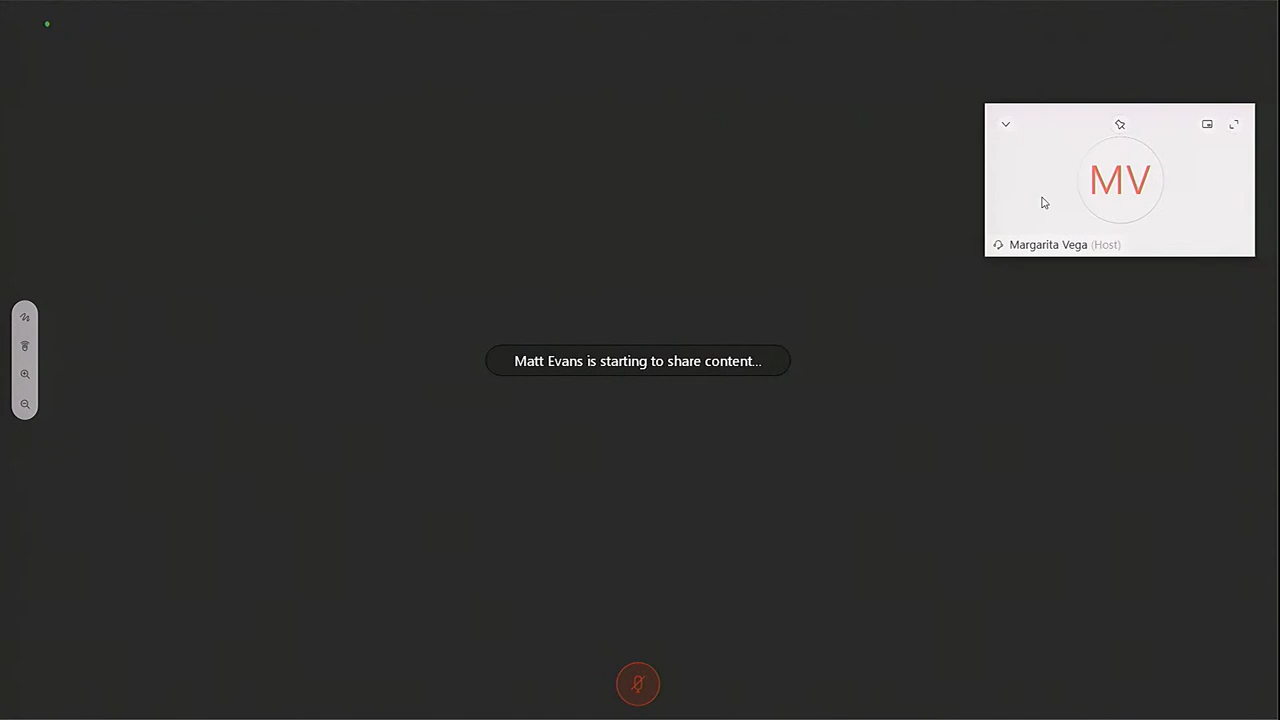 MV
Margarita Vega (Host)
Matt Evans is starting to share content...